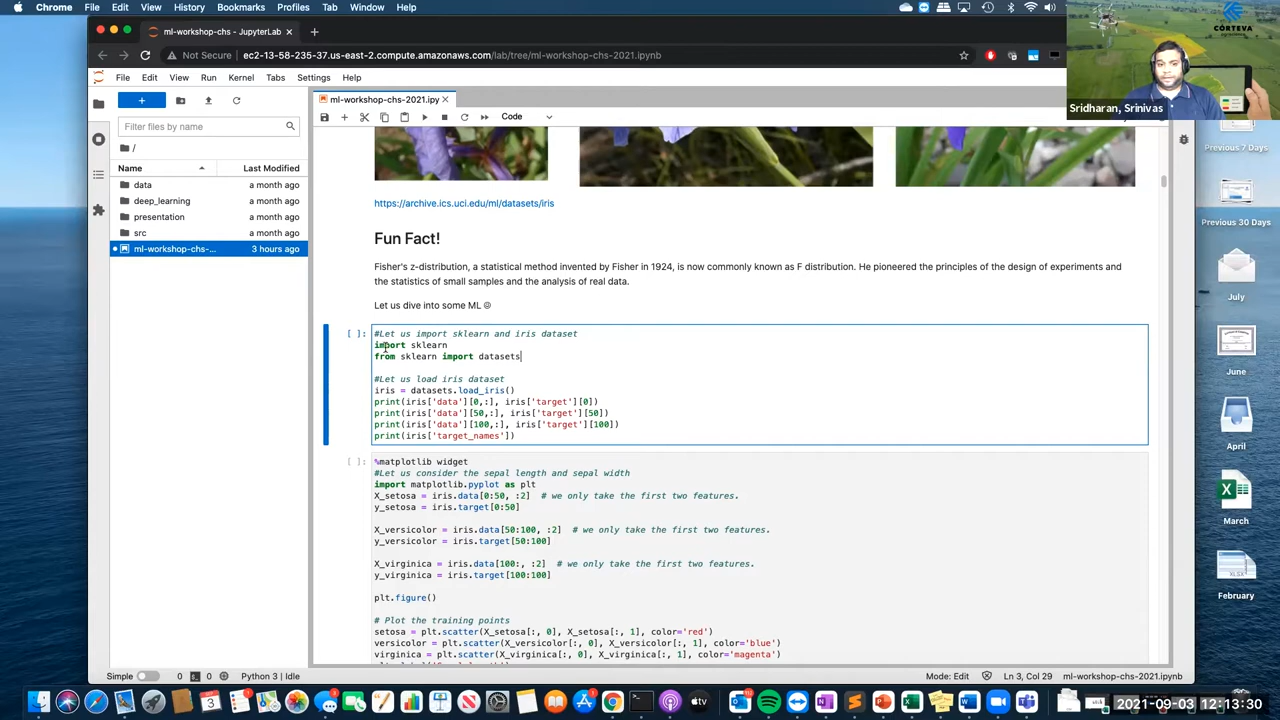 Chrome File Edit View History Bookmarks Profiles Tab Window Help
ml-workshop-chs - JupyterLab
Not Secure ec2-13-58-235-37.us-east-2.compute.amazonaws.com/lab/tree/ml-workshop-chs-2021.ipynb
File Edit View Run Kernel Tabs Settings Help
CORTEVA
agriscience
Sridharan, Srinivas
ml-workshop-chs-2021.ipy
Filter files by name
Code
/
Name Last Modified
data a month ago
deep_learning a month ago
presentation a month ago
src a month ago
ml-workshop-chs-... 3 hours ago
https://archive.ics.uci.edu/ml/datasets/iris
Fun Fact!
Fisher's z-distribution, a statistical method invented by Fisher in 1924, is now commonly known as F distribution. He pioneered the principles of the design of experiments and
the statistics of small samples and the analysis of real data.
Let us dive into some ML ☺
[ ]: #Let us import sklearn and iris dataset
import sklearn
from sklearn import datasets
#Let us load iris dataset
iris = datasets.load_iris()
print(iris['data'][0,:], iris['target'][0])
print(iris['data'][50,:], iris['target'][50])
print(iris['data'][100,:], iris['target'][100])
print(iris['target_names'])
[ ]: %matplotlib widget
#Let us consider the sepal length and sepal width
import matplotlib.pyplot as plt
X_setosa = iris.data[0:50, :2] # we only take the first two features.
y_setosa = iris.target[0:50]
X_versicolor = iris.data[50:100, :2] # we only take the first two features.
y_versicolor = iris.target[50:100]
X_virginica = iris.data[100:, :2] # we only take the first two features.
y_virginica = iris.target[100:100]
plt.figure()
# Plot the training points
setosa = plt.scatter(X_setosa[:, 0], X_setosa[:, 1], color='red')
versicolor = plt.scatter(X_versicolor[:, 0], X_versicolor[:, 1], color='blue')
virginica = plt.scatter(X_virginica[:, 0], X_virginica[:, 1], color='magenta')
Simple 0 0 Python 3 | Idle Mode: Edit Ln 3, Col 29 ml-workshop-chs-2021.ipynb
Previous 7 Days
Previous 30 Days
July
June
April
March
XLSX
February
2021-09-03 12:13:30